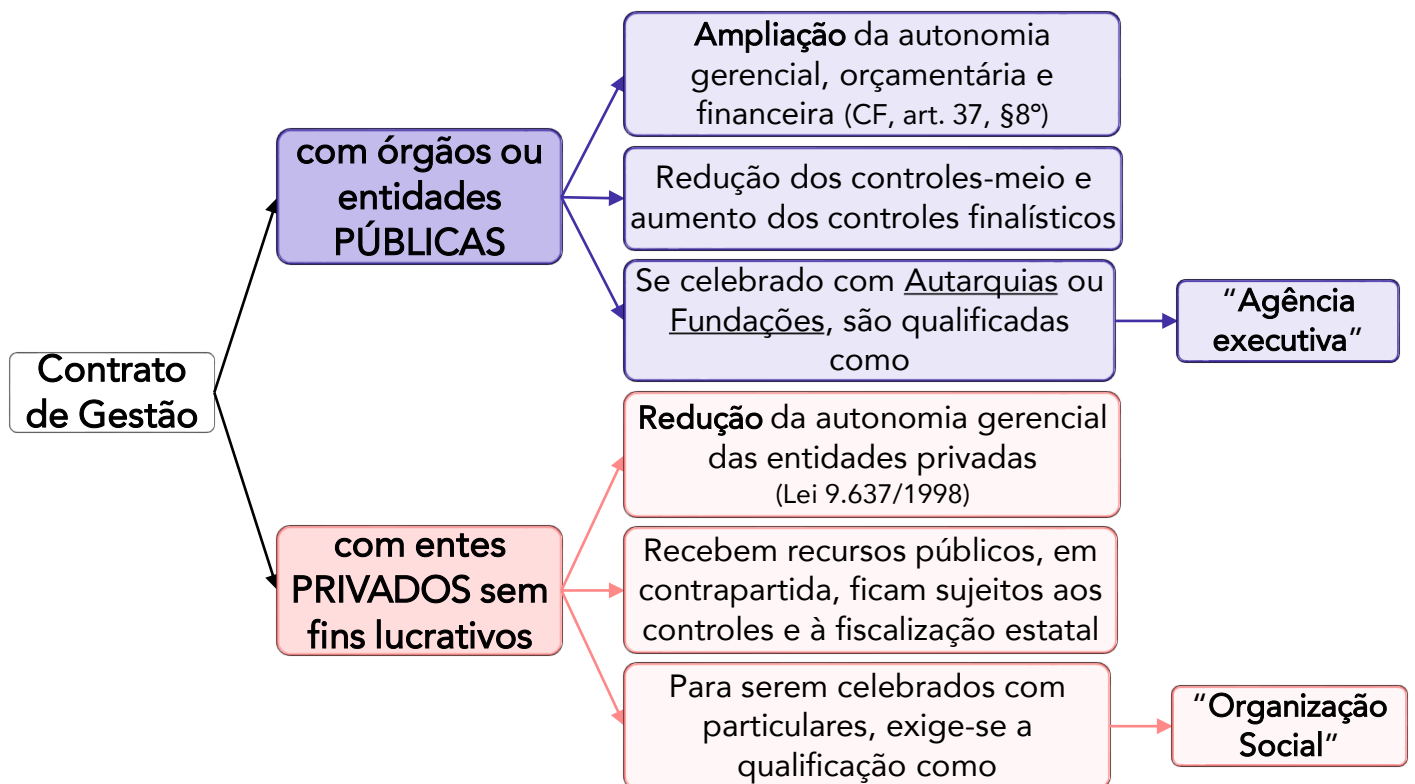 Contrato
de Gestão
com órgãos ou
entidades
PÚBLICAS
Ampliação da autonomia
gerencial, orçamentária e
financeira (CF, art. 37, §8º)
Redução dos controles-meio e
aumento dos controles finalísticos
Se celebrado com Autarquias ou
Fundações, são qualificadas
como
"Agência
executiva"
com entes
PRIVADOS sem
fins lucrativos
Redução da autonomia gerencial
das entidades privadas
(Lei 9.637/1998)
Recebem recursos públicos, em
contrapartida, ficam sujeitos aos
controles e à fiscalização estatal
Para serem celebrados com
particulares, exige-se a
qualificação como
"Organização
Social"